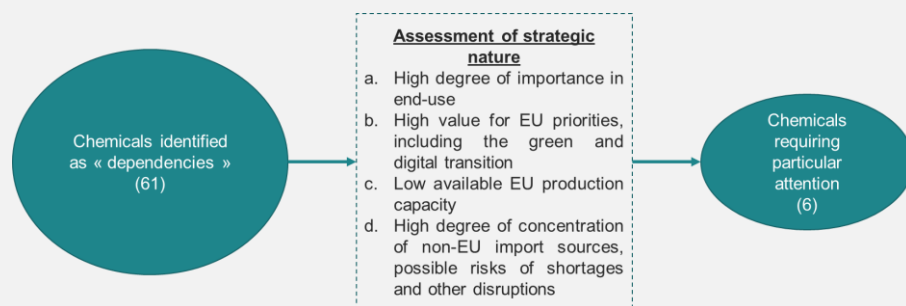 Chemicals identified
as « dependencies »
(61)
Assessment of strategic
nature
a. High degree of importance in
end-use
b. High value for EU priorities,
including the green and
digital transition
c. Low available EU production
capacity
d. High degree of concentration
of non-EU import sources,
possible risks of shortages
and other disruptions
Chemicals
requiring
particular
attention
(6)